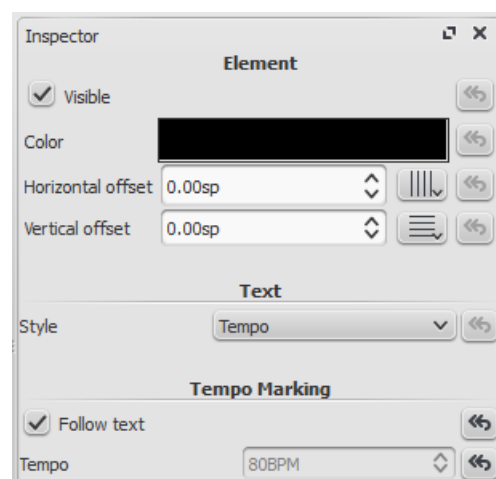 Inspector
Element
Visible
Color
Horizontal offset 0.00sp
Vertical offset 0.00sp
Text
Style Tempo
Tempo Marking
Follow text
Tempo 80BPM